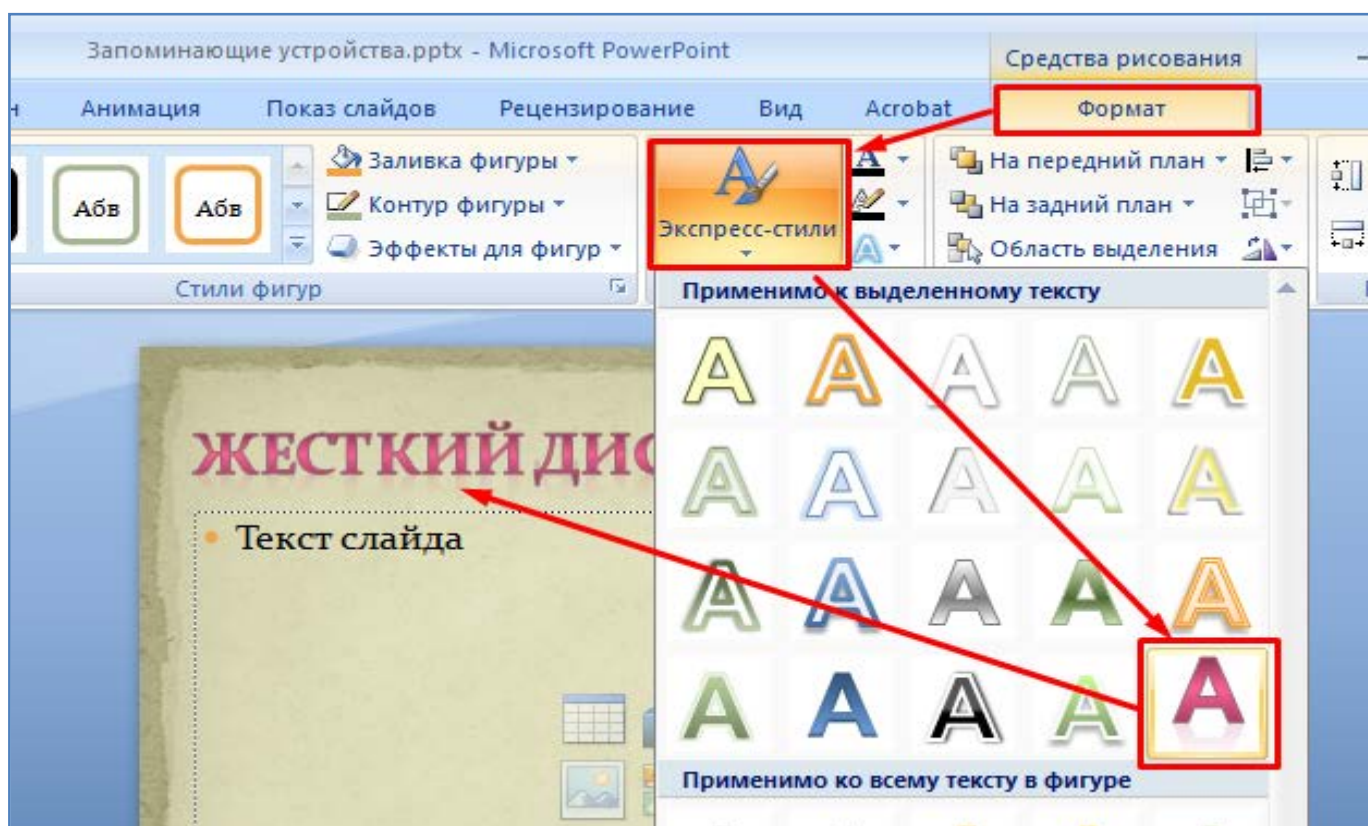 Запоминающие устройства.pptx - Microsoft PowerPoint
Средства рисования
Анимация Показ слайдов Рецензирование Вид Acrobat Формат
Абв Абв
Заливка фигуры
Контур фигуры
Эффекты для фигур
Экспресс-стили
На передний план
На задний план
Область выделения
Стили фигур
Применимо к выделенному тексту
A A A A A
A A A A A
A A A A A
A A A A A
Применимо ко всему тексту в фигуре
ЖЕСТКИЙ
Текст слайда